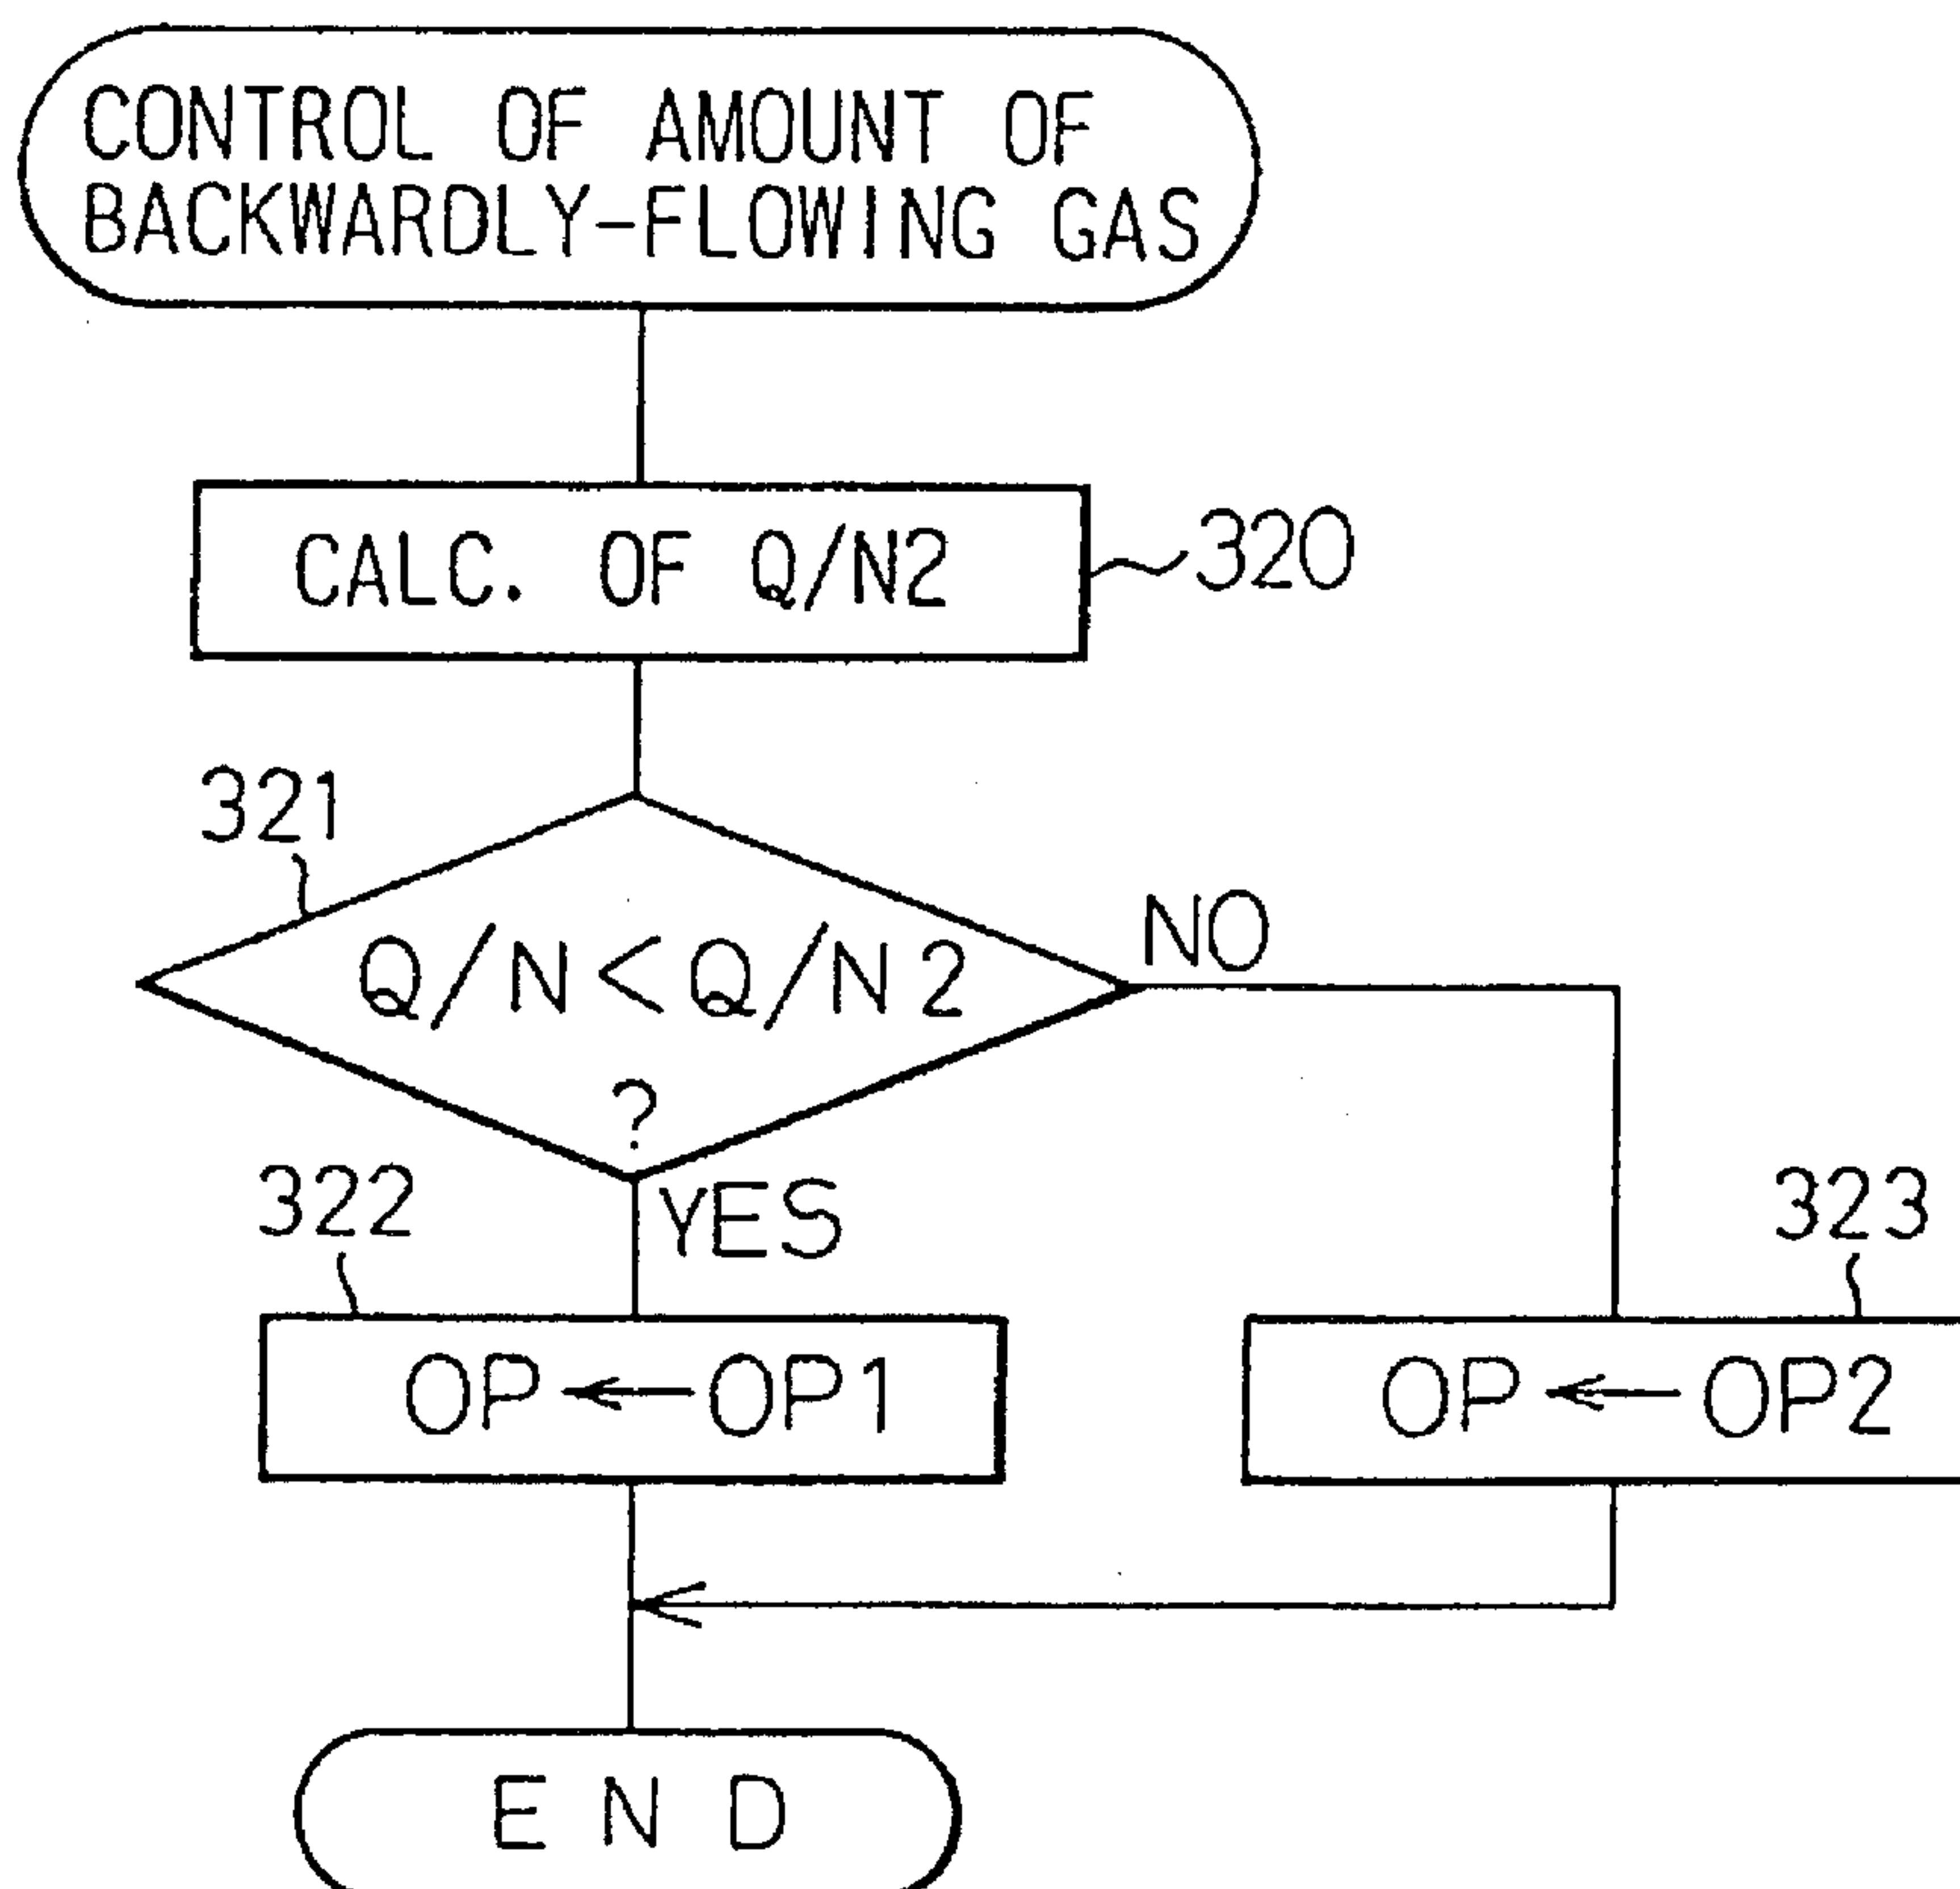 CONTROL OF AMOUNT OF
BACKWARDLY-FLOWING GAS
CALC. OF Q/N2
320
321
Q/N<Q/N2
?
NO
YES
322
OP←OP1
323
OP←OP2
END